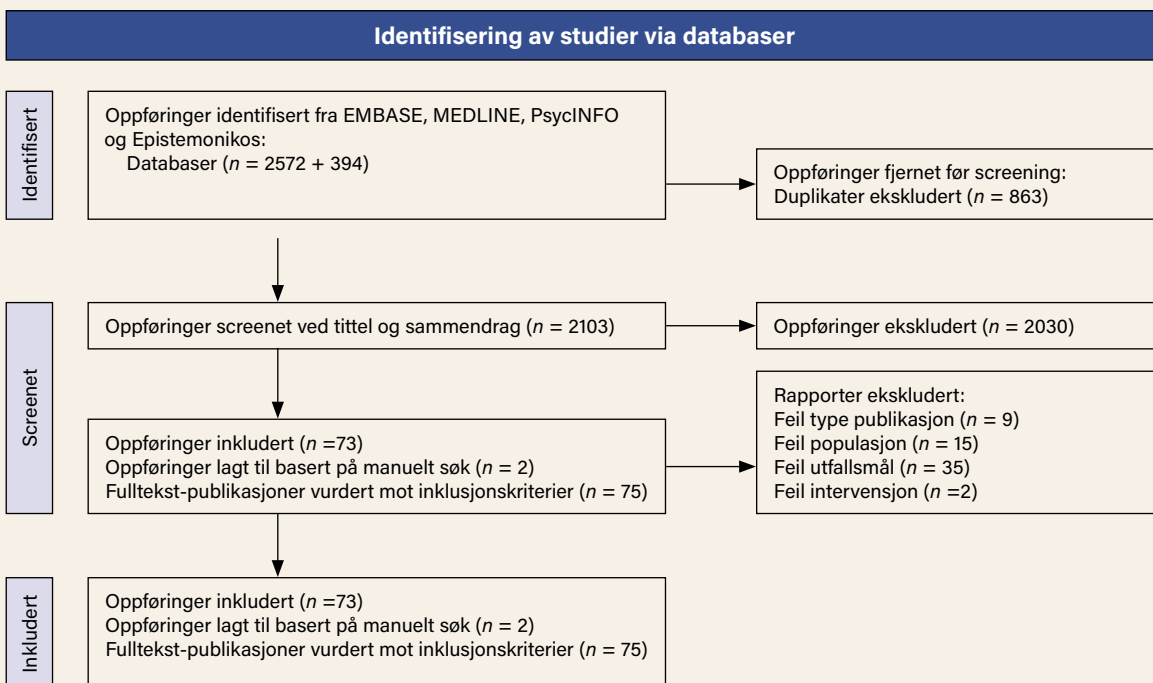 Identifisering av studier via databaser
Identifisert
Oppføringer identifisert fra EMBASE, MEDLINE, PsycINFO
og Epistemonikos:
Databaser (n = 2572 + 394)
Oppføringer fjernet før screening:
Duplikater ekskludert (n = 863)
Screenet
Oppføringer screenet ved tittel og sammendrag (n = 2103)
Oppføringer ekskludert (n = 2030)
Oppføringer inkludert (n =73)
Oppføringer lagt til basert på manuelt søk (n = 2)
Fulltekst-publikasjoner vurdert mot inklusjonskriterier (n = 75)
Rapporter ekskludert:
Feil type publikasjon (n = 9)
Feil populasjon (n = 15)
Feil utfallsmål (n = 35)
Feil intervensjon (n =2)
Inkludert
Oppføringer inkludert (n =73)
Oppføringer lagt til basert på manuelt søk (n = 2)
Fulltekst-publikasjoner vurdert mot inklusjonskriterier (n = 75)